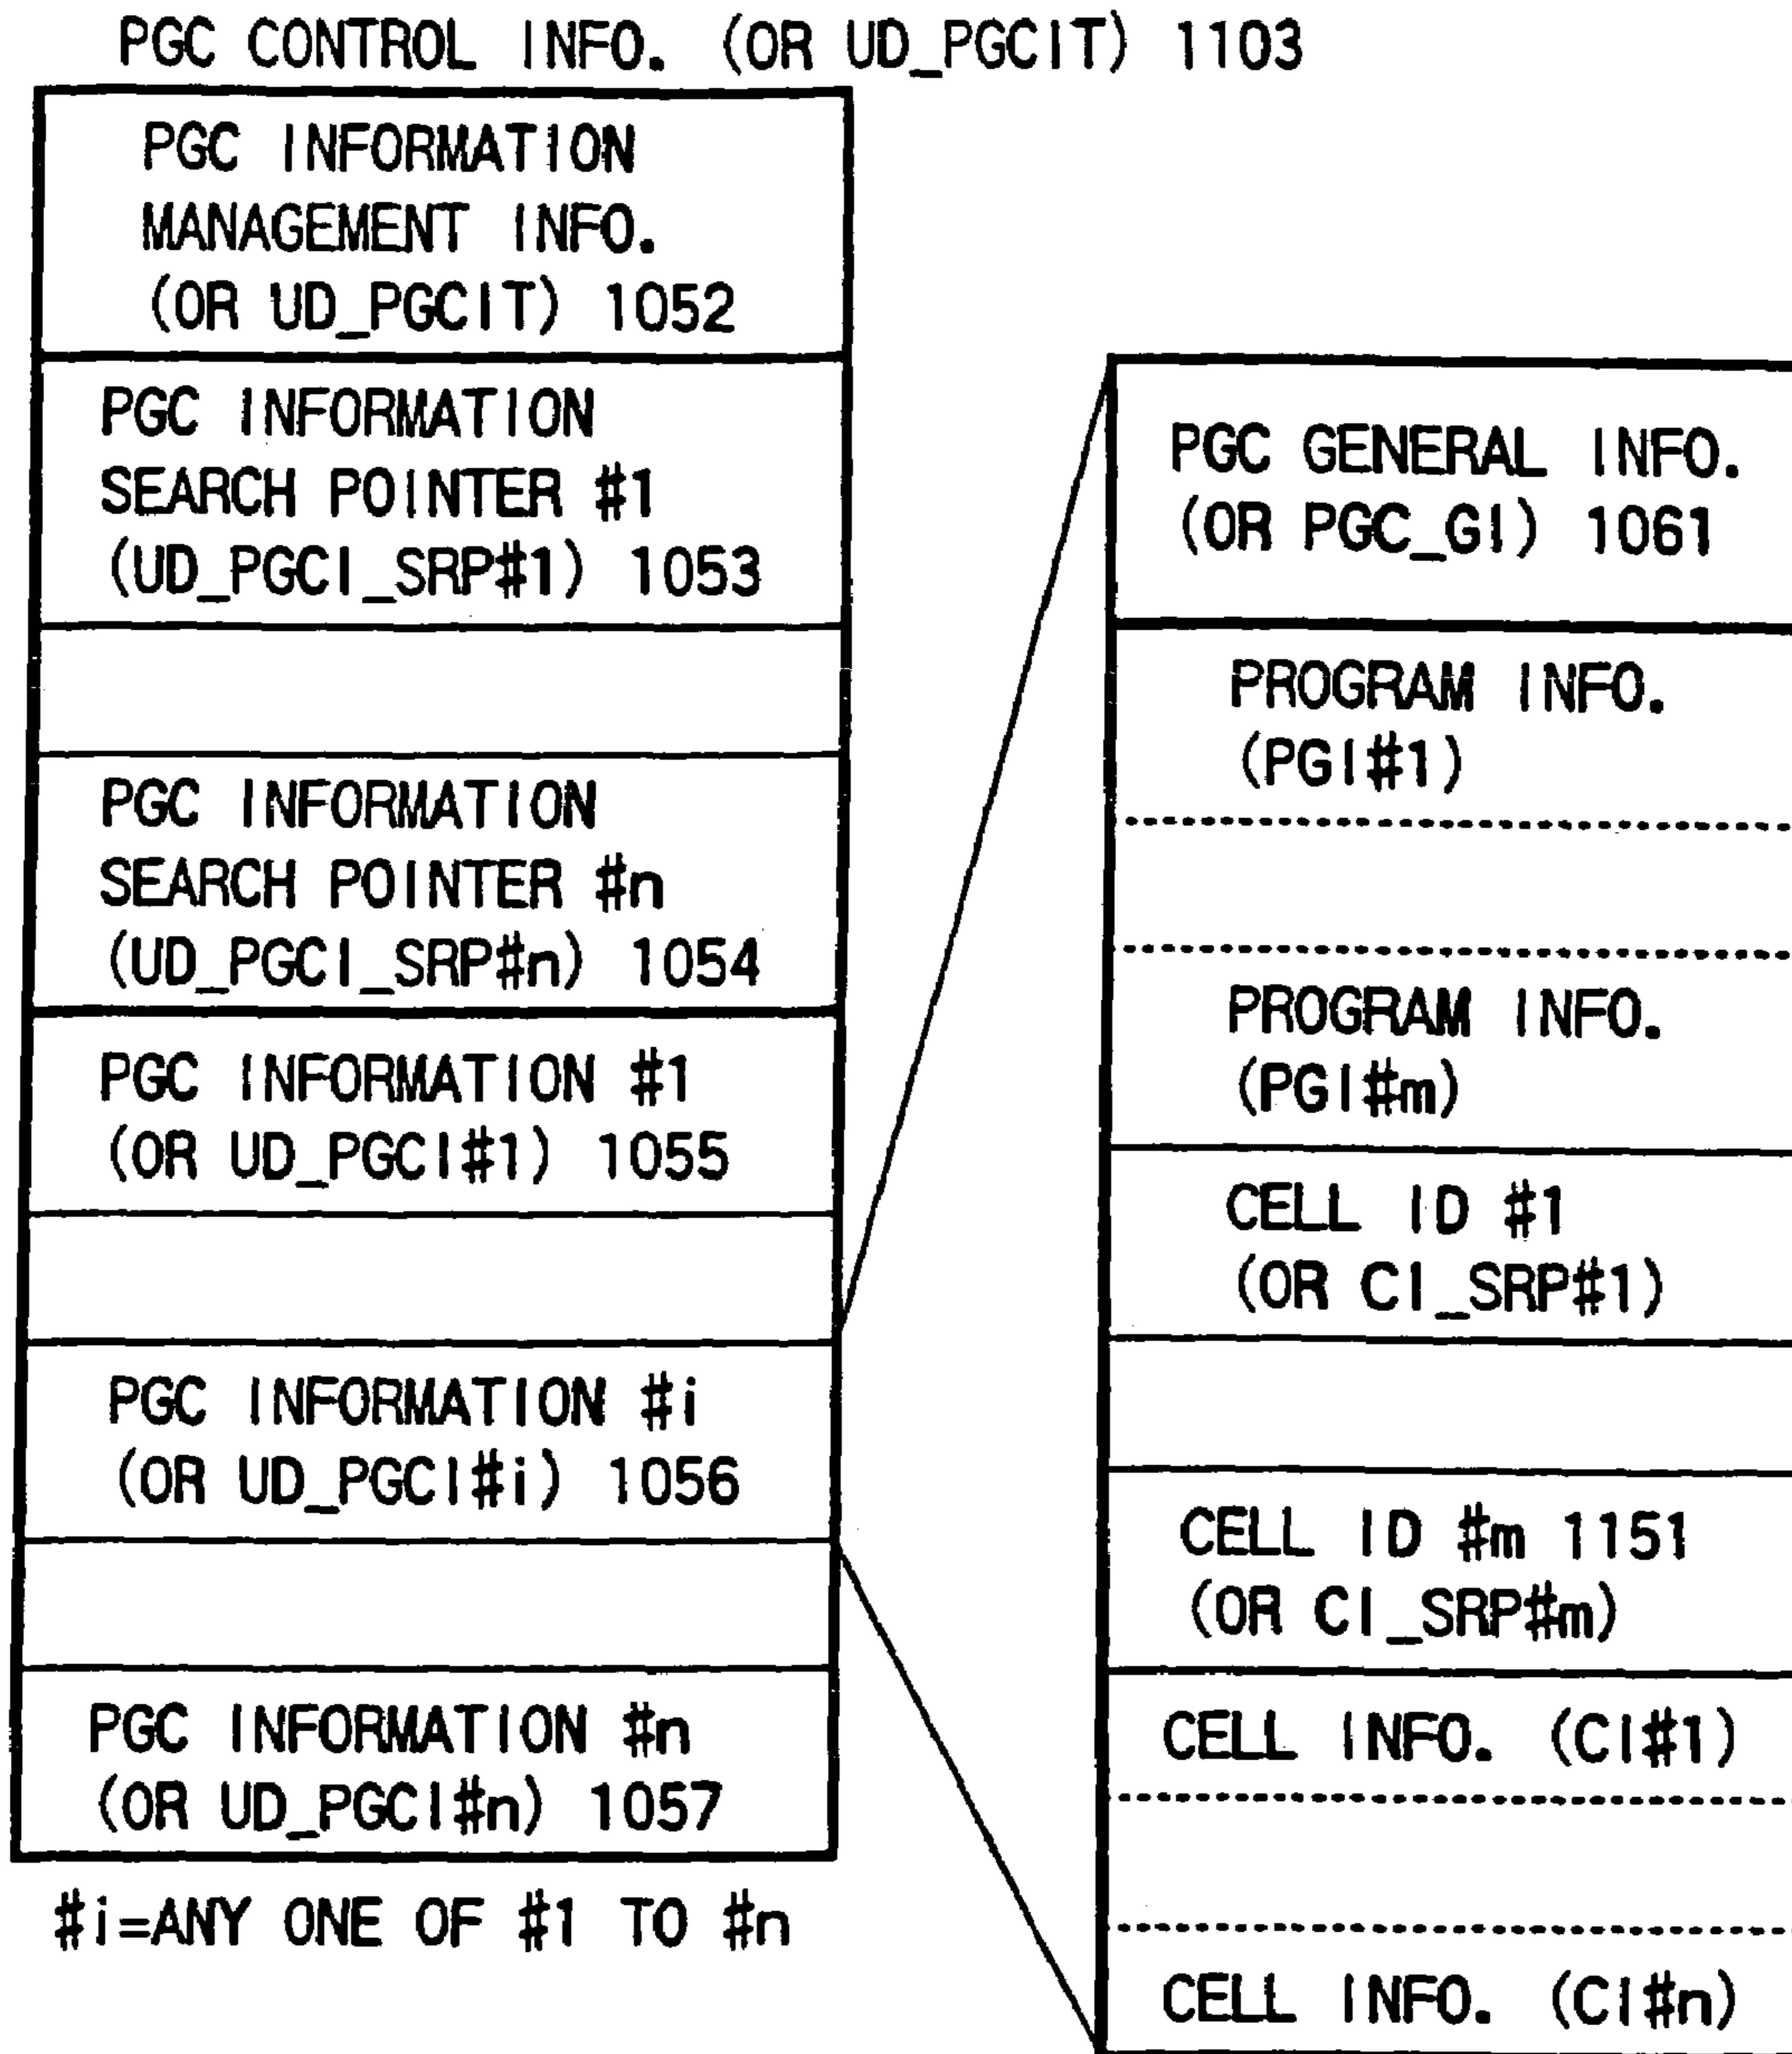 PGC CONTROL INFO. (OR UD_PGCIT) 1103
PGC INFORMATION
MANAGEMENT INFO.
(OR UD_PGCIT) 1052
PGC INFORMATION
SEARCH POINTER #1
(UD_PGCI_SRP#1) 1053
PGC INFORMATION
SEARCH POINTER #n
(UD_PGCI_SRP#n) 1054
PGC INFORMATION #1
(OR UD_PGCI#1) 1055
PGC INFORMATION #i
(OR UD_PGCI#i) 1056
PGC INFORMATION #n
(OR UD_PGCI#n) 1057
#i=ANY ONE OF #1 TO #n
PGC GENERAL INFO.
(OR PGC_GI) 1061
PROGRAM INFO.
(PGI#1)
PROGRAM INFO.
(PGI#m)
CELL ID #1
(OR CI_SRP#1)
CELL ID #m 1151
(OR CI_SRP#m)
CELL INFO. (CI#1)
CELL INFO. (CI#n)